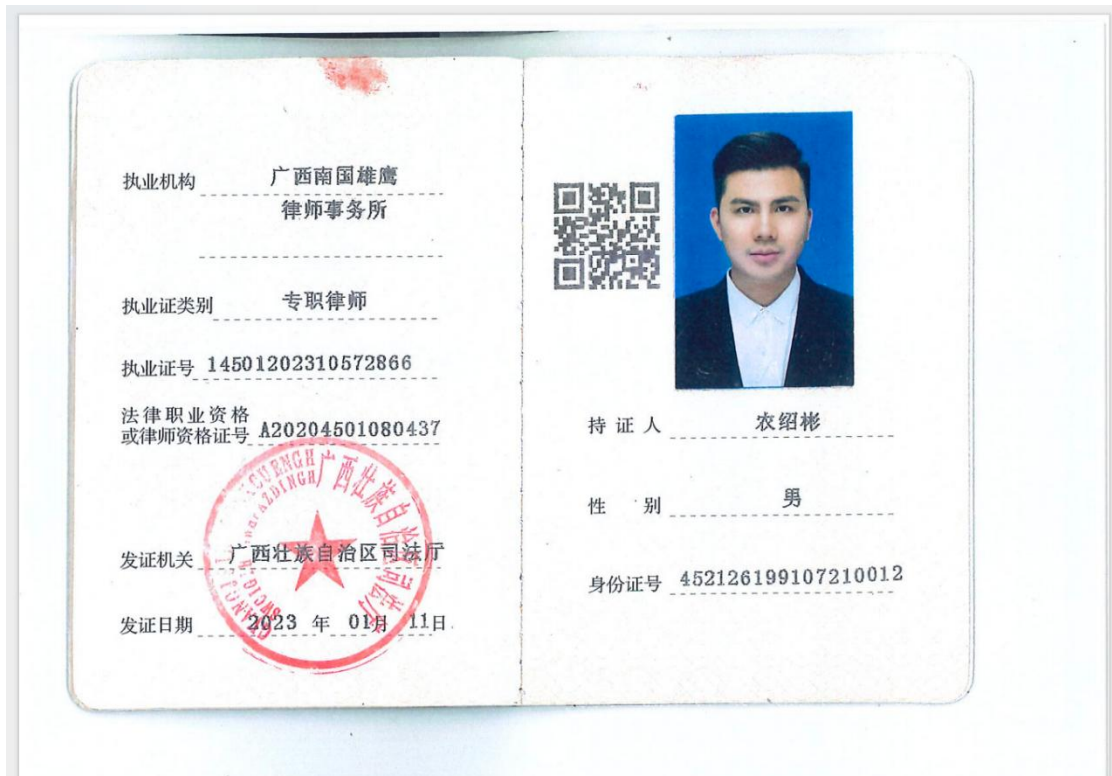 执业机构 广西南国雄鹰
律师事务所
执业证类别 专职律师
执业证号 14501202310572866
法律职业资格
或律师资格证号 A20204501080437
发证机关 广西壮族自治区司法厅
发证日期 2023 年 01月 11日
广西壮族自治区司法厅
持证人 农绍彬
性别 男
身份证号 452126199107210012